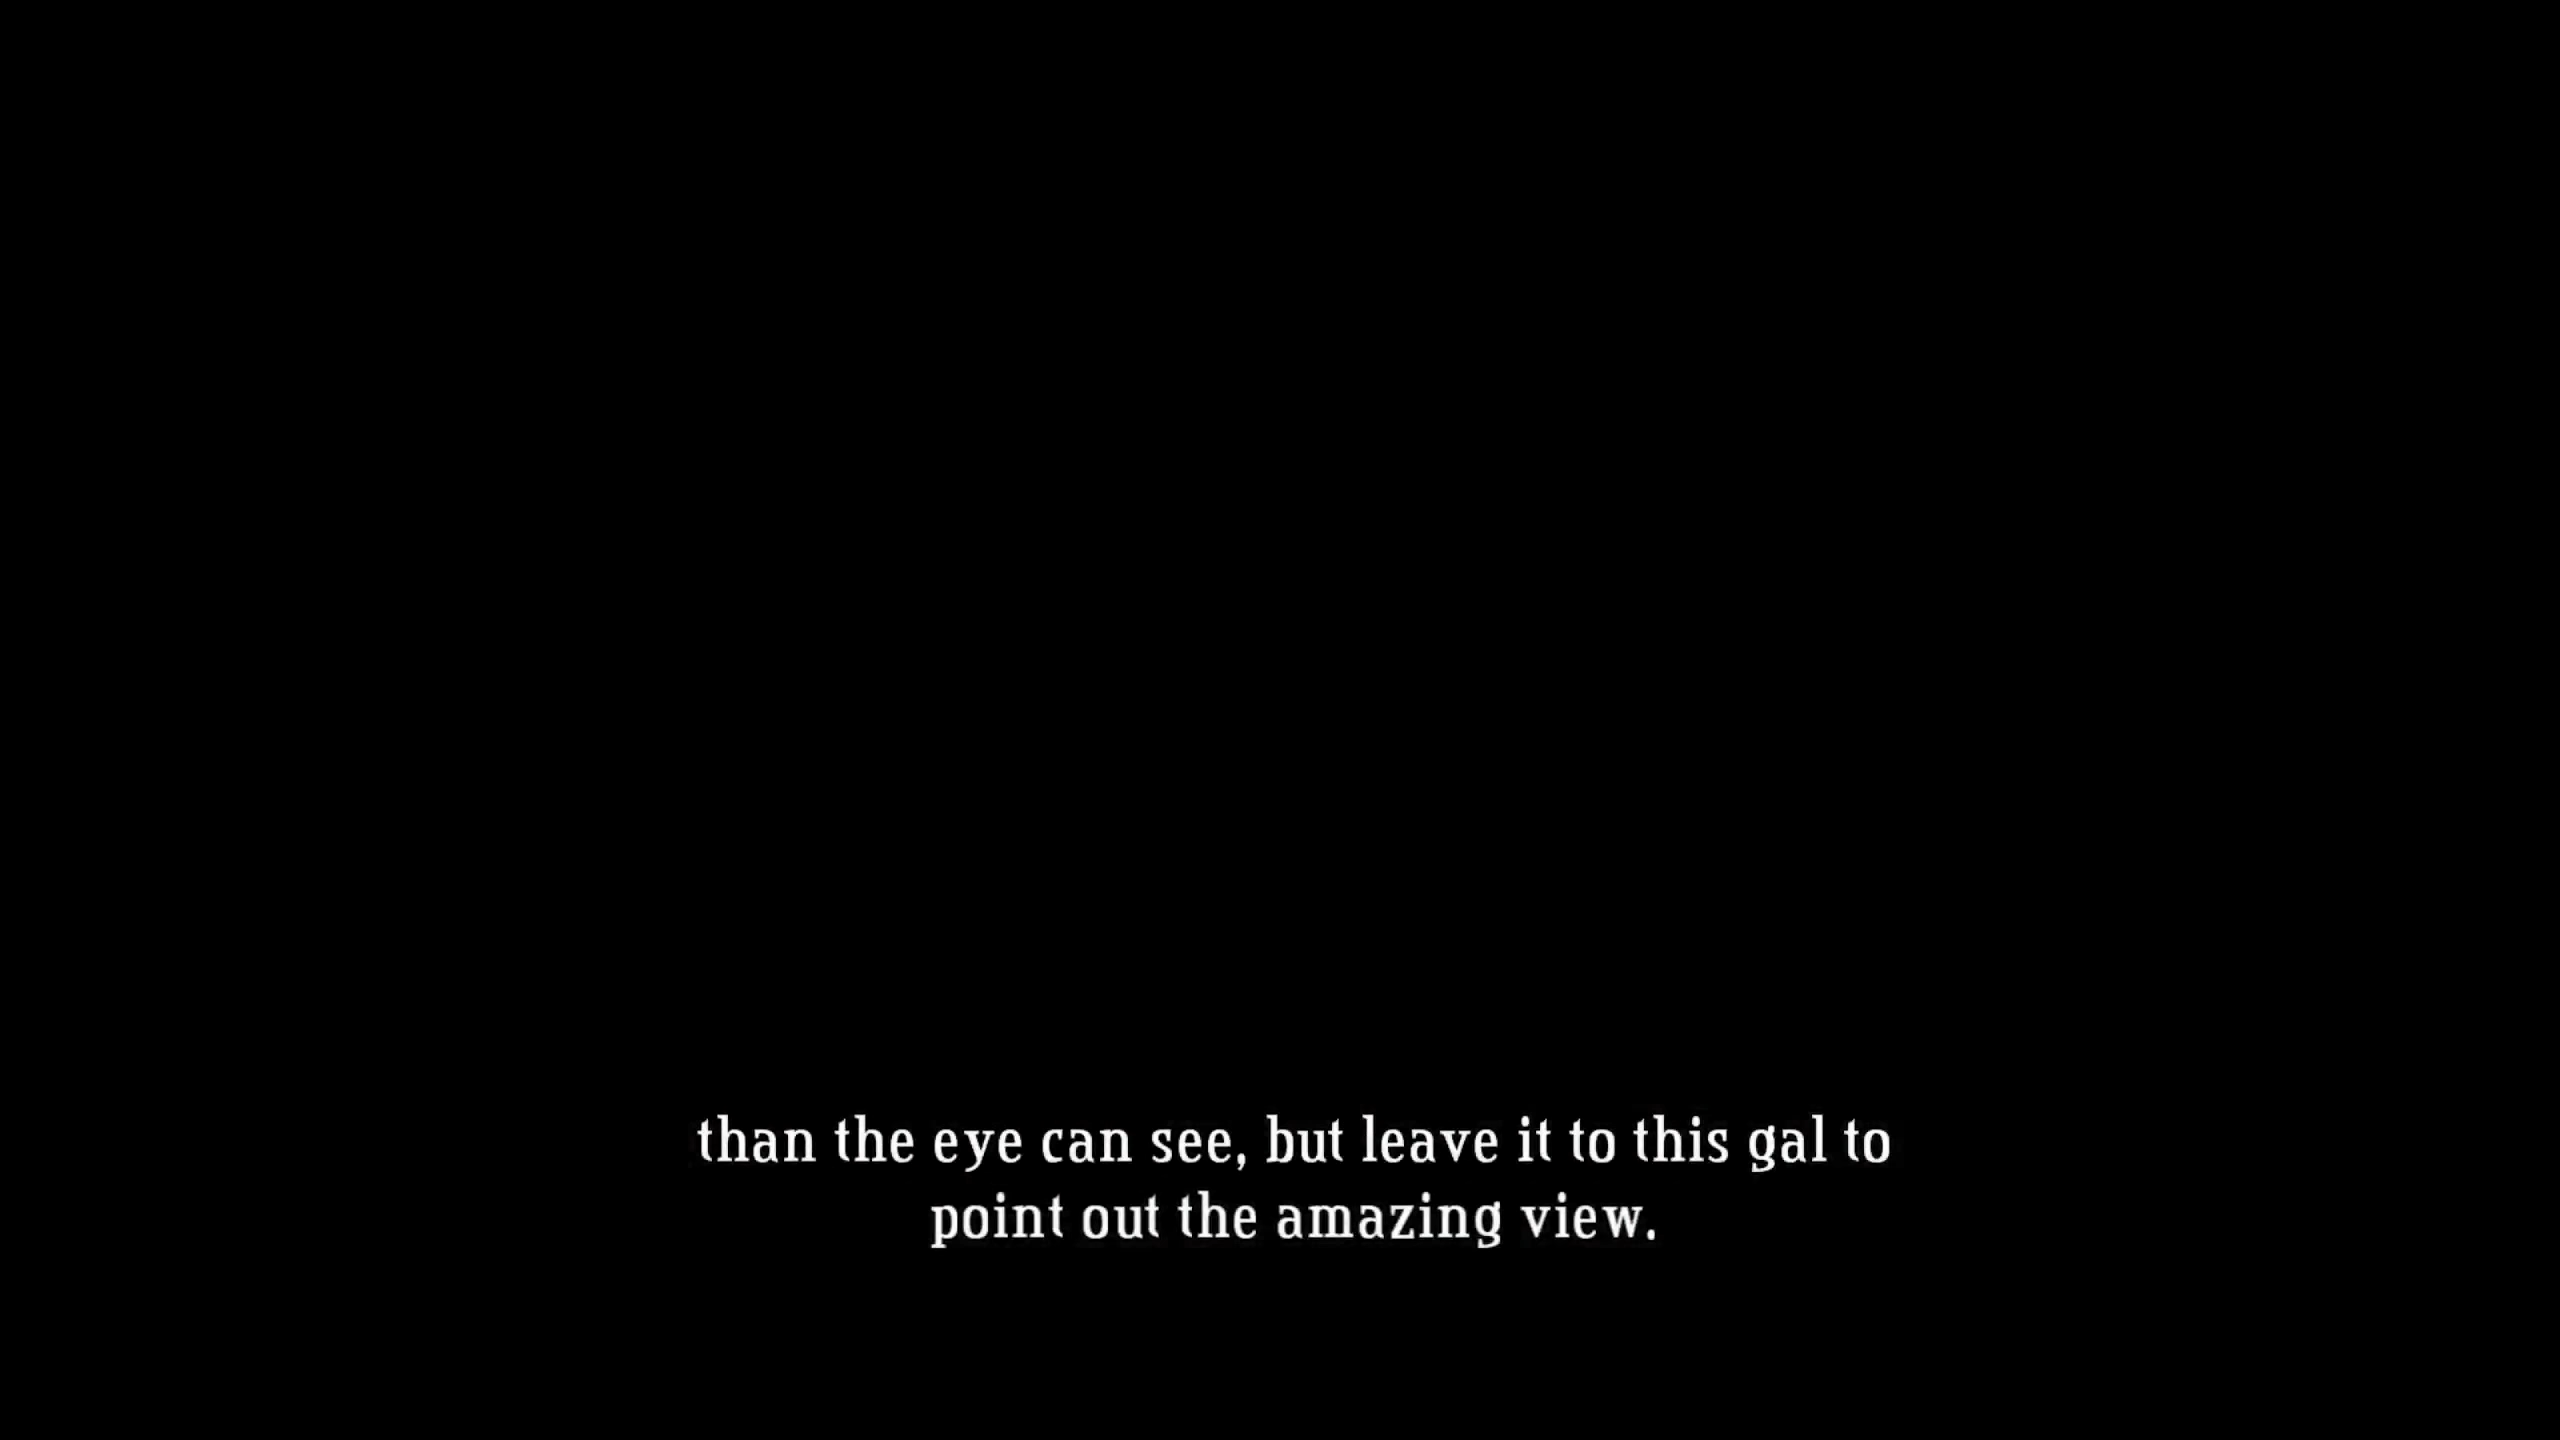 than the eye can see, but leave it to this gal to
point out the amazing view.